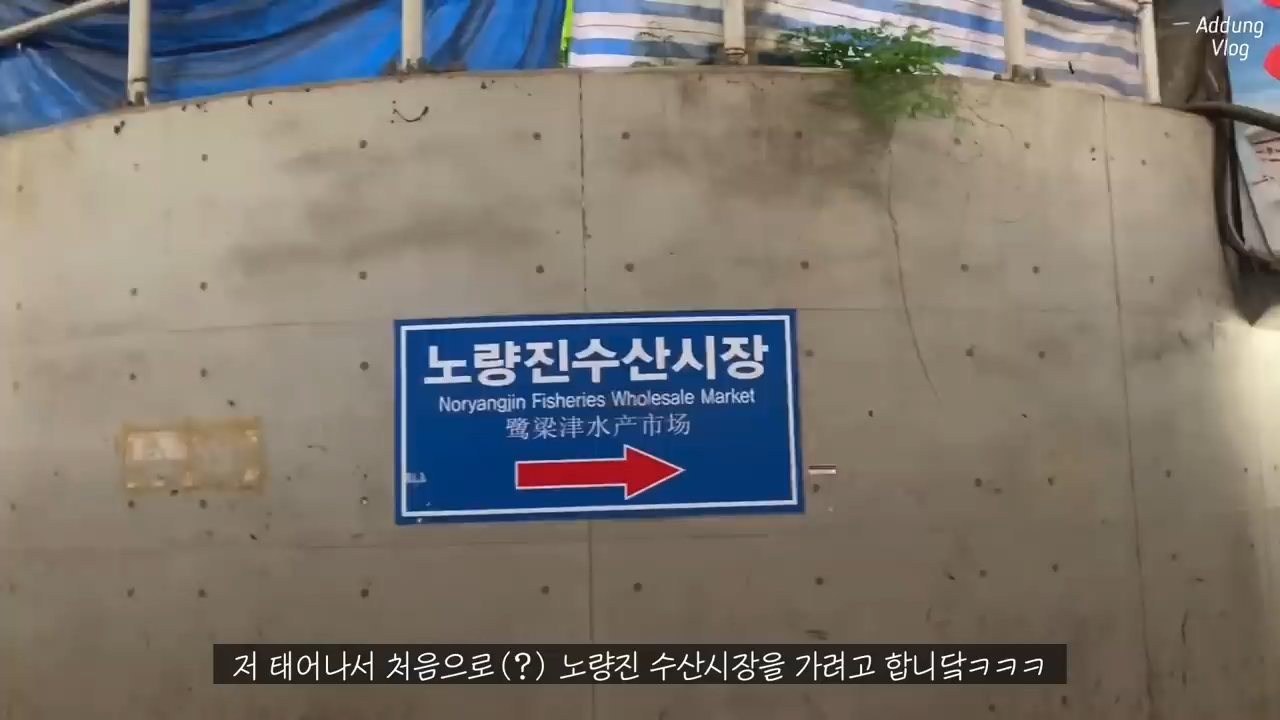 — Addung
Vlog
노량진수산시장
Noryangjin Fisheries Wholesale Market
鹭梁津水产市场
저 태어나서 처음으로(?) 노량진 수산시장을 가려고 합니닼ㅋㅋㅋ